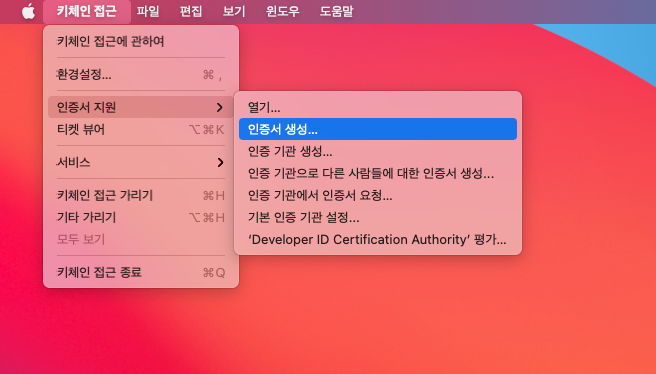 키체인 접근 파일 편집 보기 윈도우 도움말
키체인 접근에 관하여
환경설정... ⌘ ,
인증서 지원 >
티켓 뷰어 ⌥⌘K
서비스 >
키체인 접근 가리기 ⌘H
기타 가리기 ⌥⌘H
모두 보기
키체인 접근 종료 ⌘Q
열기...
인증서 생성...
인증 기관 생성...
인증 기관으로 다른 사람들에 대한 인증서 생성...
인증 기관에서 인증서 요청...
기본 인증 기관 설정...
‘Developer ID Certification Authority’ 평가...